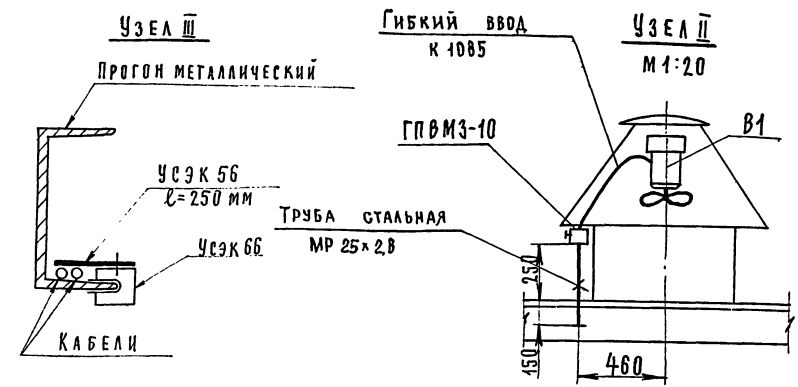 Узел III
Прогон металлический
УСЭК 56
l=250 мм
УСЭК 66
Кабели
Гибкий ввод
К 1085
Узел II
М 1:20
ГПВМ3-10
В1
Труба стальная
МР 25×2,8
250
150
460